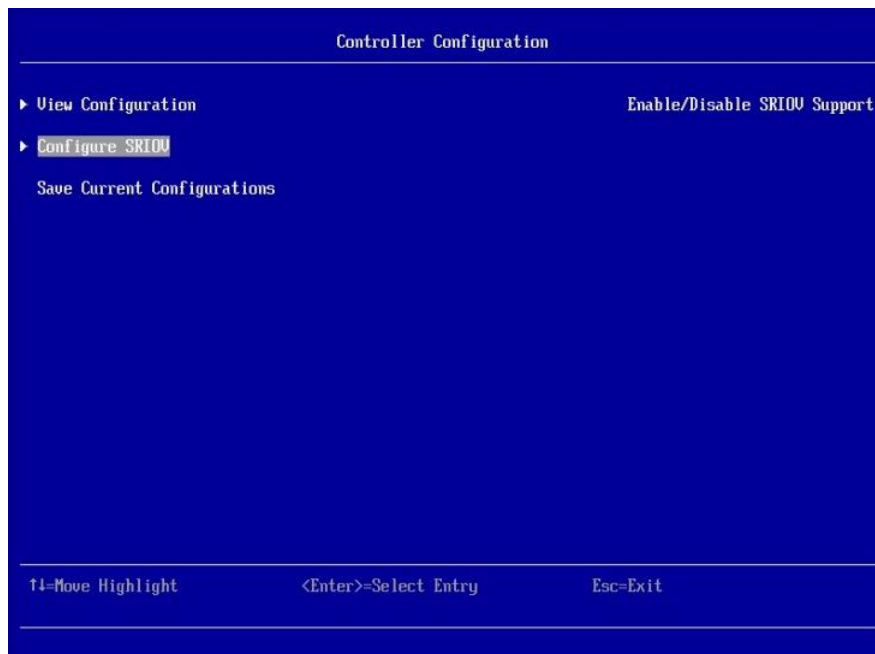 Controller Configuration
▶ View Configuration Enable/Disable SRIOV Support
▶ Configure SRIOV
Save Current Configurations
↑↓=Move Highlight <Enter>=Select Entry Esc=Exit